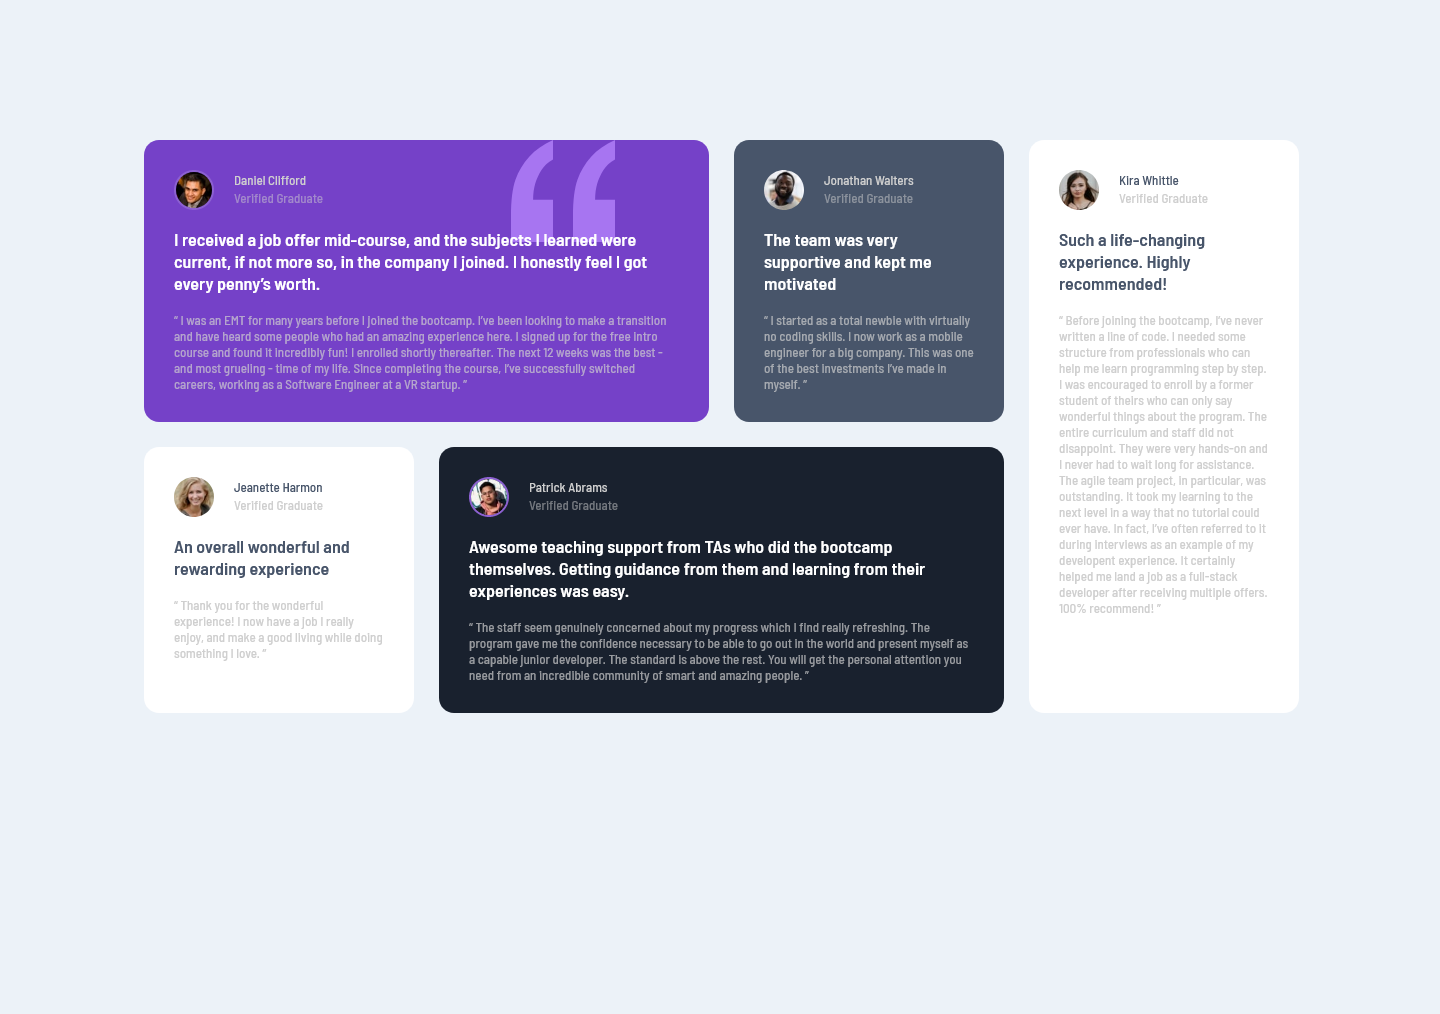 Daniel Clifford
Verified Graduate
I received a job offer mid-course, and the subjects I learned were
current, if not more so, in the company I joined. I honestly feel I got
every penny’s worth.
“ I was an EMT for many years before I joined the bootcamp. I’ve been looking to make a transition
and have heard some people who had an amazing experience here. I signed up for the free intro
course and found it incredibly fun! I enrolled shortly thereafter. The next 12 weeks was the best -
and most grueling - time of my life. Since completing the course, I’ve successfully switched
careers, working as a Software Engineer at a VR startup. ”
Jonathan Walters
Verified Graduate
The team was very
supportive and kept me
motivated
“ I started as a total newbie with virtually
no coding skills. I now work as a mobile
engineer for a big company. This was one
of the best investments I’ve made in
myself. ”
Kira Whittle
Verified Graduate
Such a life-changing
experience. Highly
recommended!
“ Before joining the bootcamp, I’ve never
written a line of code. I needed some
structure from professionals who can
help me learn programming step by step.
I was encouraged to enroll by a former
student of theirs who can only say
wonderful things about the program. The
entire curriculum and staff did not
disappoint. They were very hands-on and
I never had to wait long for assistance.
The agile team project, in particular, was
outstanding. It took my learning to the
next level in a way that no tutorial could
ever have. In fact, I’ve often referred to it
during interviews as an example of my
developent experience. It certainly
helped me land a job as a full-stack
developer after receiving multiple offers.
100% recommend! ”
Jeanette Harmon
Verified Graduate
An overall wonderful and
rewarding experience
“ Thank you for the wonderful
experience! I now have a job I really
enjoy, and make a good living while doing
something I love. ”
Patrick Abrams
Verified Graduate
Awesome teaching support from TAs who did the bootcamp
themselves. Getting guidance from them and learning from their
experiences was easy.
“ The staff seem genuinely concerned about my progress which I find really refreshing. The
program gave me the confidence necessary to be able to go out in the world and present myself as
a capable junior developer. The standard is above the rest. You will get the personal attention you
need from an incredible community of smart and amazing people. ”